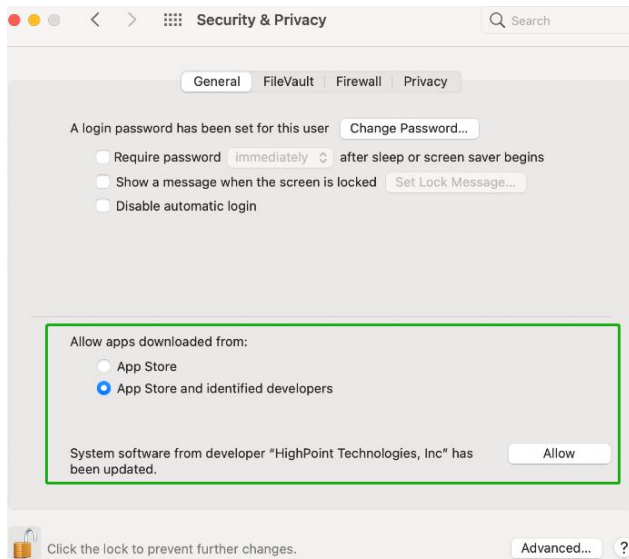 Security & Privacy
Search
General FileVault Firewall Privacy
A login password has been set for this user Change Password...
Require password immediately after sleep or screen saver begins
Show a message when the screen is locked Set Lock Message...
Disable automatic login
Allow apps downloaded from:
App Store
App Store and identified developers
System software from developer "HighPoint Technologies, Inc" has
been updated.
Allow
Click the lock to prevent further changes.
Advanced... ?